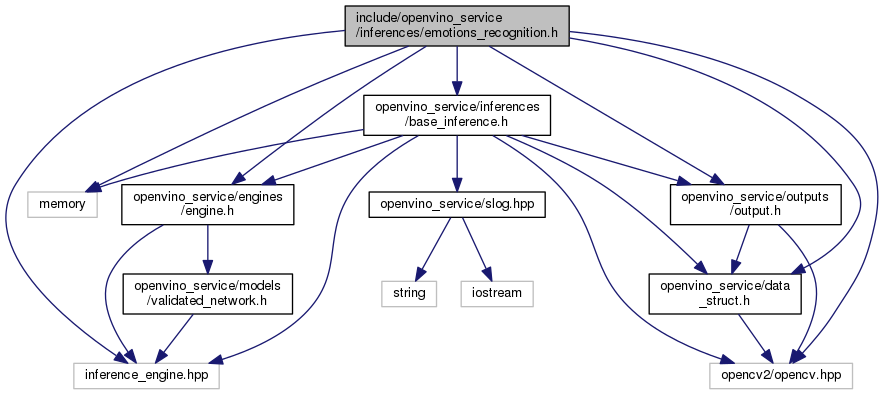 include/openvino_service
/inferences/emotions_recognition.h
openvino_service/inferences
/base_inference.h
memory
openvino_service/engines
/engine.h
openvino_service/slog.hpp
openvino_service/outputs
/output.h
openvino_service/models
/validated_network.h
string
iostream
openvino_service/data
_struct.h
inference_engine.hpp
opencv2/opencv.hpp